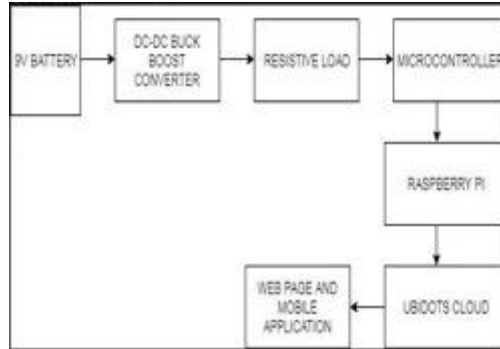 9V BATTERY
DC-DC BUCK
BOOST
CONVERTER
RESISTIVE LOAD
MICROCONTROLLER
RASPBERRY PI
UBIDOTS CLOUD
WEB PAGE AND
MOBILE
APPLICATION